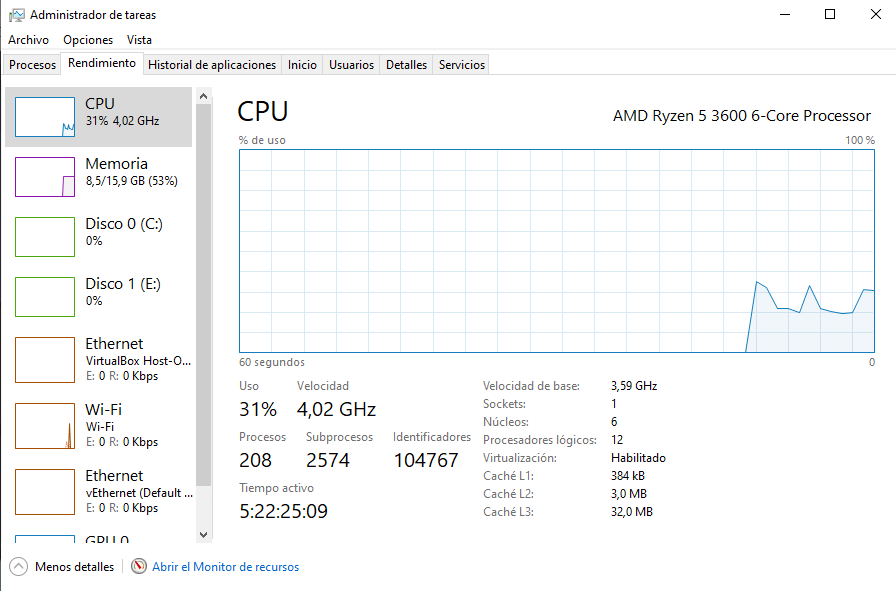 Administrador de tareas
Archivo Opciones Vista
Procesos Rendimiento Historial de aplicaciones Inicio Usuarios Detalles Servicios
CPU
31% 4,02 GHz
Memoria
8,5/15,9 GB (53%)
Disco 0 (C:)
0%
Disco 1 (E:)
0%
Ethernet
VirtualBox Host-O...
E: 0 R: 0 Kbps
Wi-Fi
Wi-Fi
E: 0 R: 0 Kbps
Ethernet
vEthernet (Default ...
E: 0 R: 0 Kbps
GPU 0
CPU AMD Ryzen 5 3600 6-Core Processor
% de uso 100 %
60 segundos 0
Uso Velocidad
31% 4,02 GHz
Procesos Subprocesos Identificadores
208 2574 104767
Tiempo activo
5:22:25:09
Velocidad de base: 3,59 GHz
Sockets: 1
Núcleos: 6
Procesadores lógicos: 12
Virtualización: Habilitado
Caché L1: 384 kB
Caché L2: 3,0 MB
Caché L3: 32,0 MB
Menos detalles Abrir el Monitor de recursos